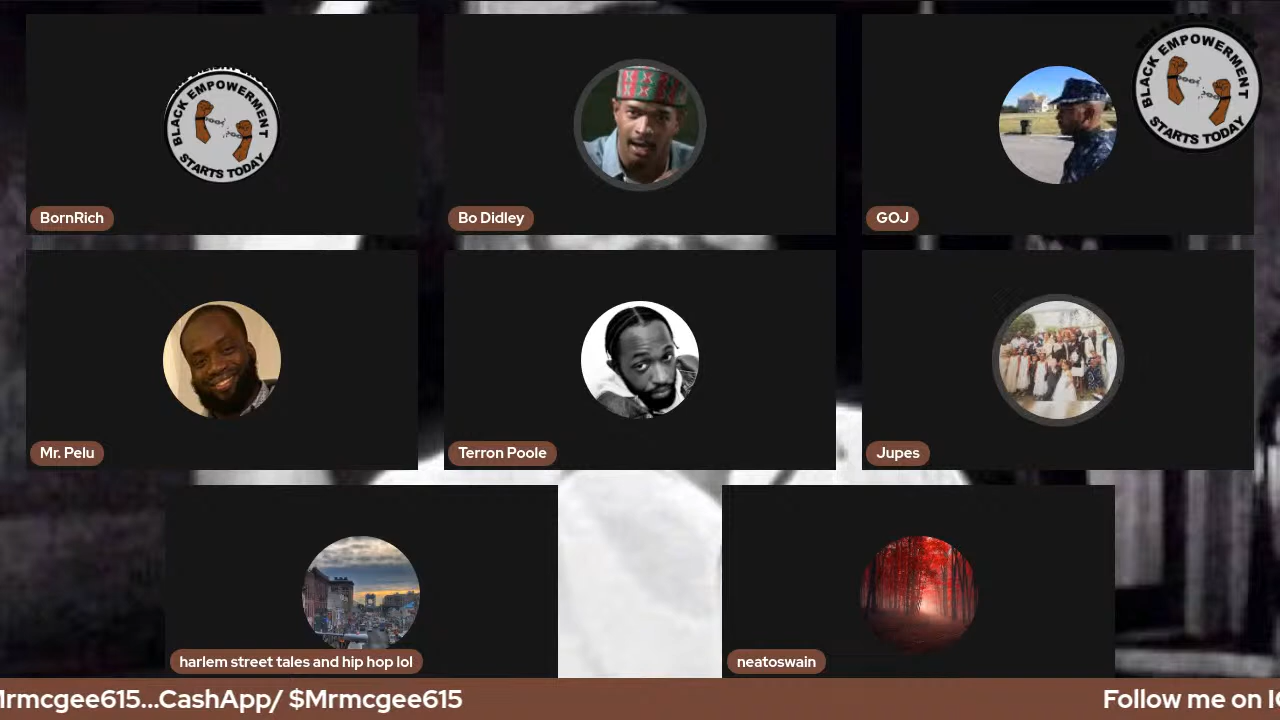 BLACK EMPOWERMENT
STARTS TODAY
BornRich
Bo Didley
GOJ
BLACK EMPOWERMENT
STARTS TODAY
Mr. Pelu
Terron Poole
Jupes
harlem street tales and hip hop lol
neatoswain
Mrmcgee615...CashApp/ $Mrmcgee615
Follow me on